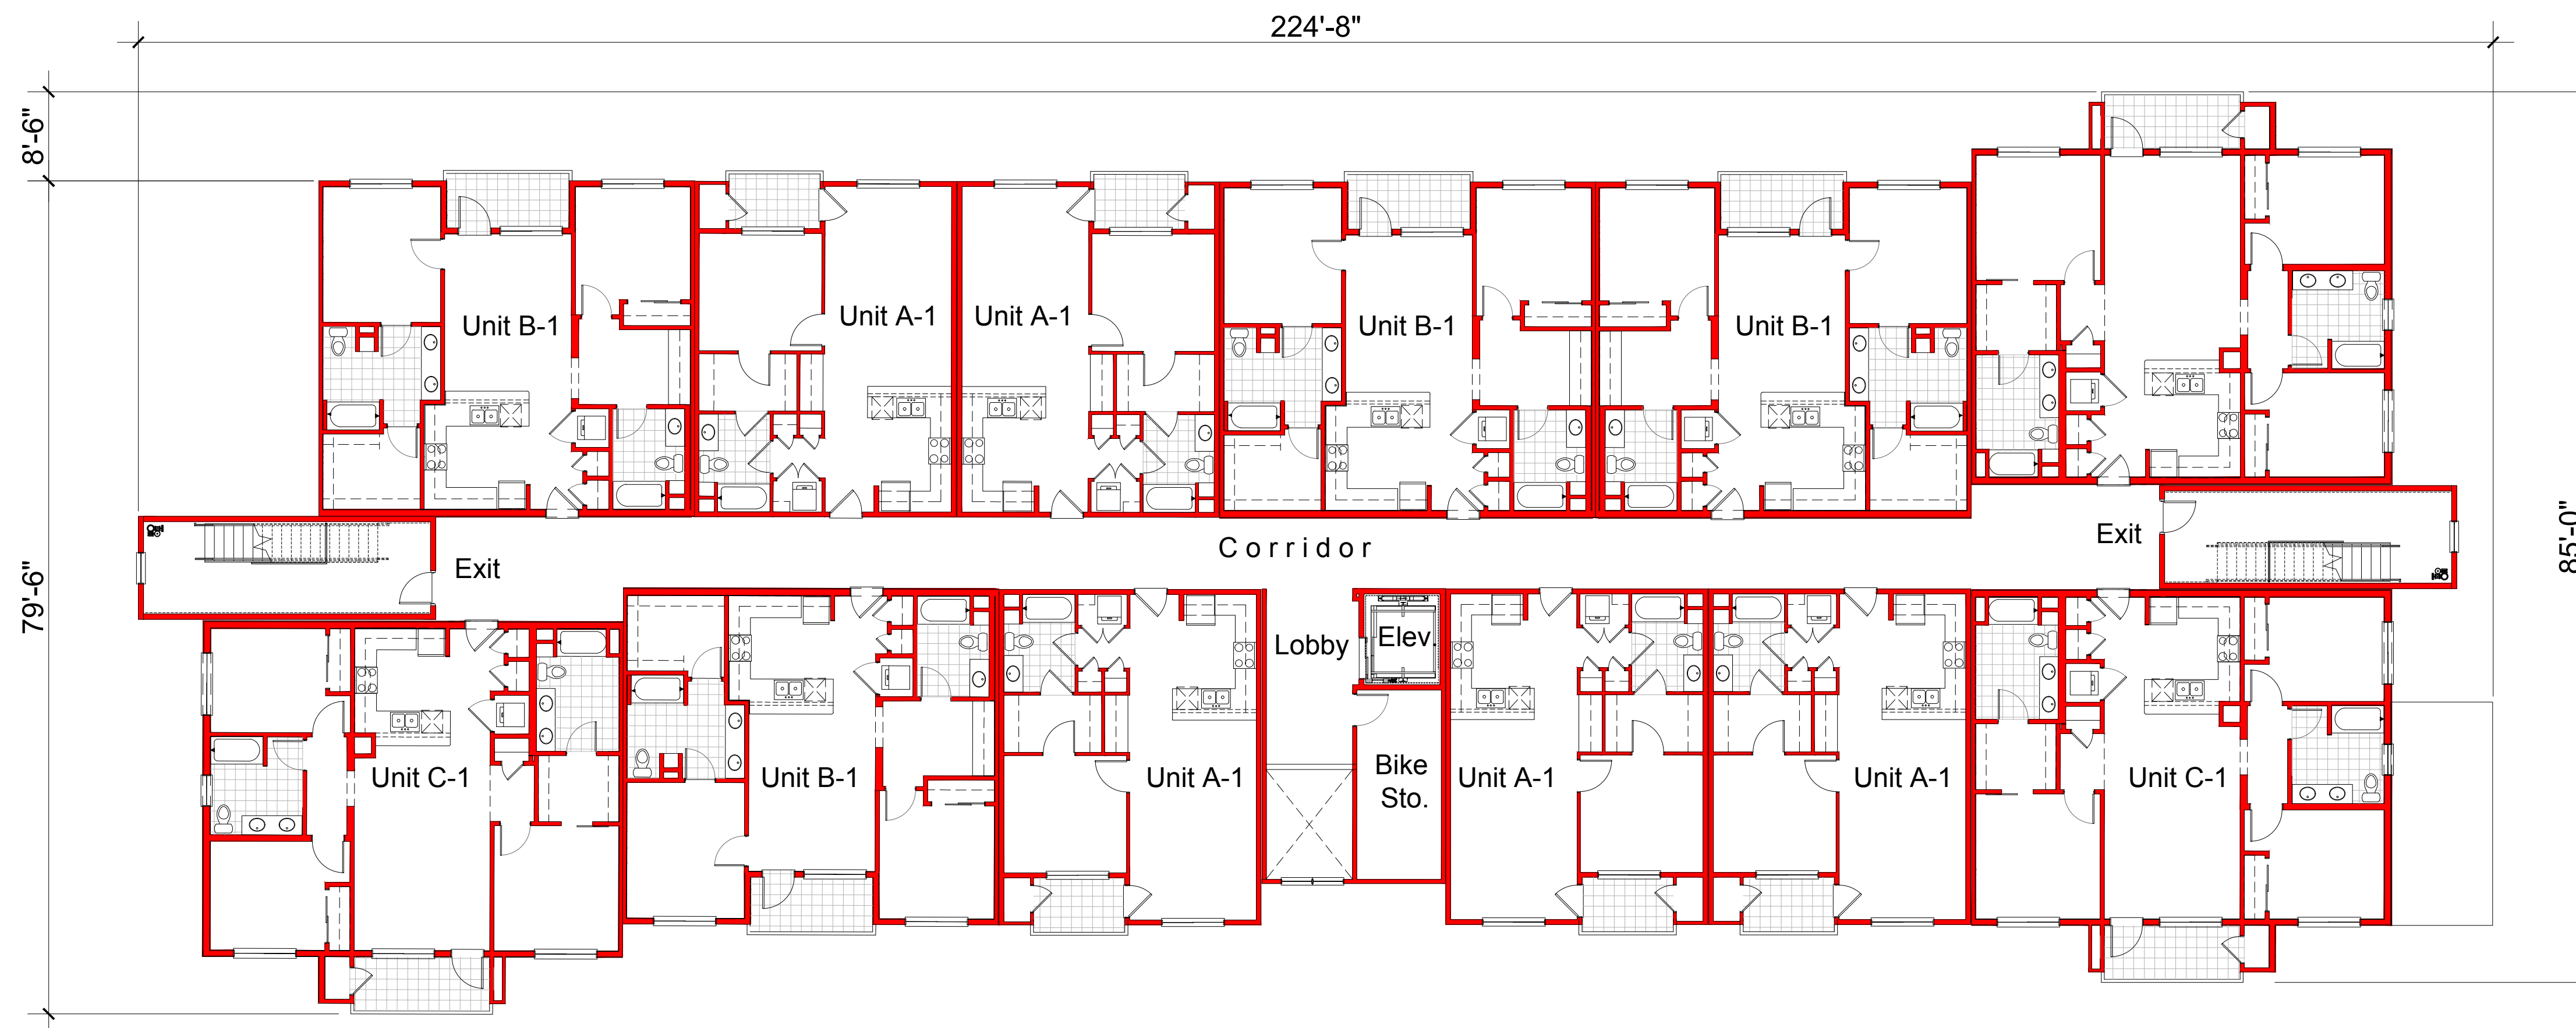 224'-8"
8'-6"
79'-6"
85'-0"
Unit B-1
Unit A-1
Unit A-1
Unit B-1
Unit B-1
Exit
Corridor
Exit
Lobby
Elev.
Unit C-1
Unit B-1
Unit A-1
Bike
Sto.
Unit A-1
Unit A-1
Unit C-1